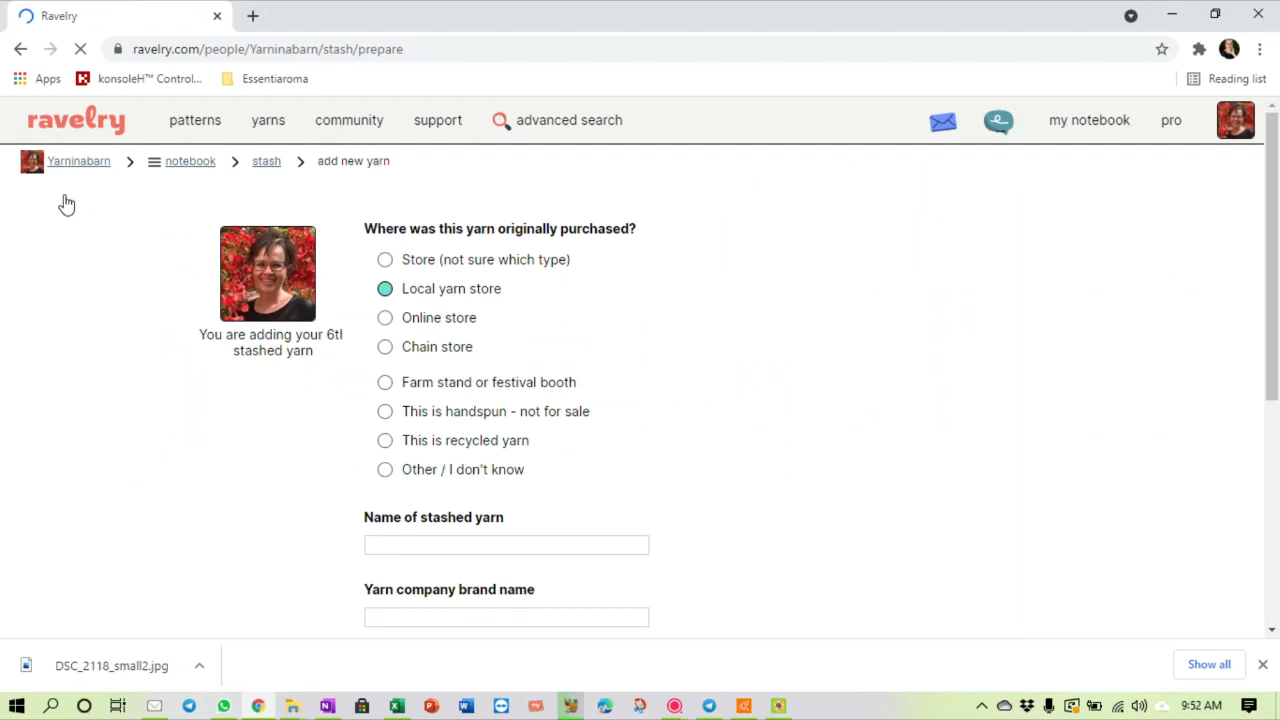 Ravelry
ravelry.com/people/Yarninabarn/stash/prepare
Apps
konsoleH™ Control...
Essentiaroma
Reading list
ravelry patterns yarns community support advanced search my notebook pro
Yarninabarn notebook stash add new yarn
Where was this yarn originally purchased?
Store (not sure which type)
Local yarn store
Online store
Chain store
Farm stand or festival booth
This is handspun - not for sale
This is recycled yarn
Other / I don't know
You are adding your 6tl
stashed yarn
Name of stashed yarn
Yarn company brand name
DSC_2118_small2.jpg
Show all
9:52 AM